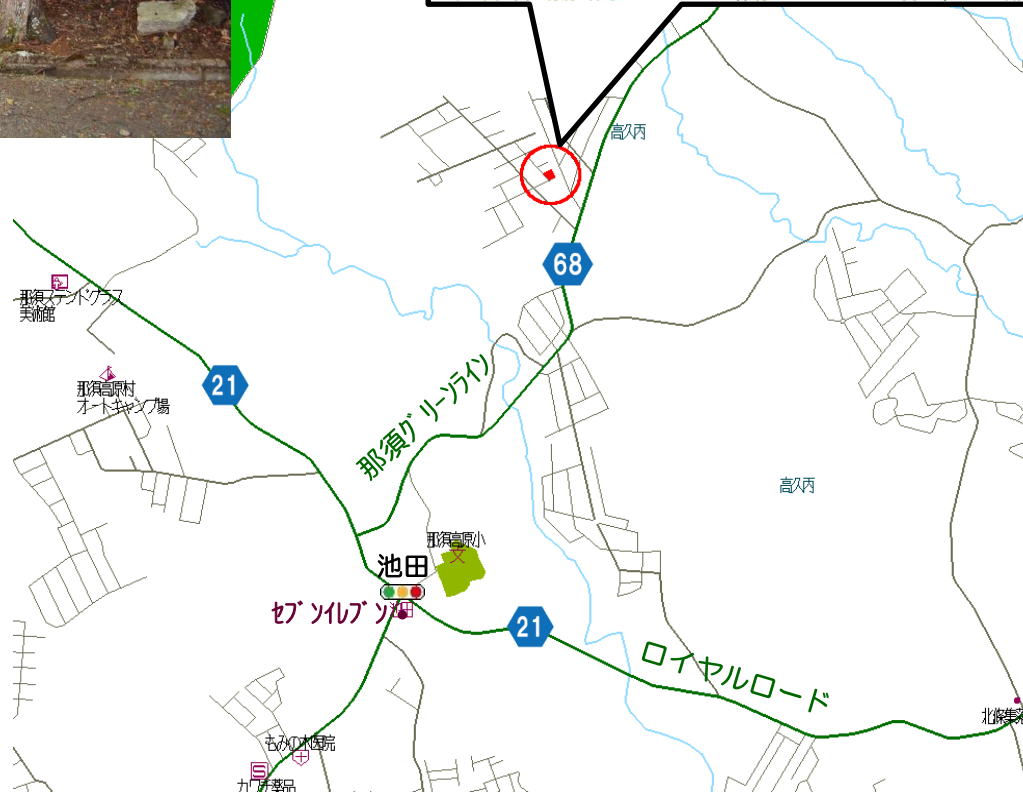 高久丙
68
那須ステンドグラス
美術館
那須高原村
オートキャンプ場
21
那須グリーンライン
高久丙
那須高原小
池田
セブンイレブン
21
ロイヤルロード
もみの木医院
カワチ薬品